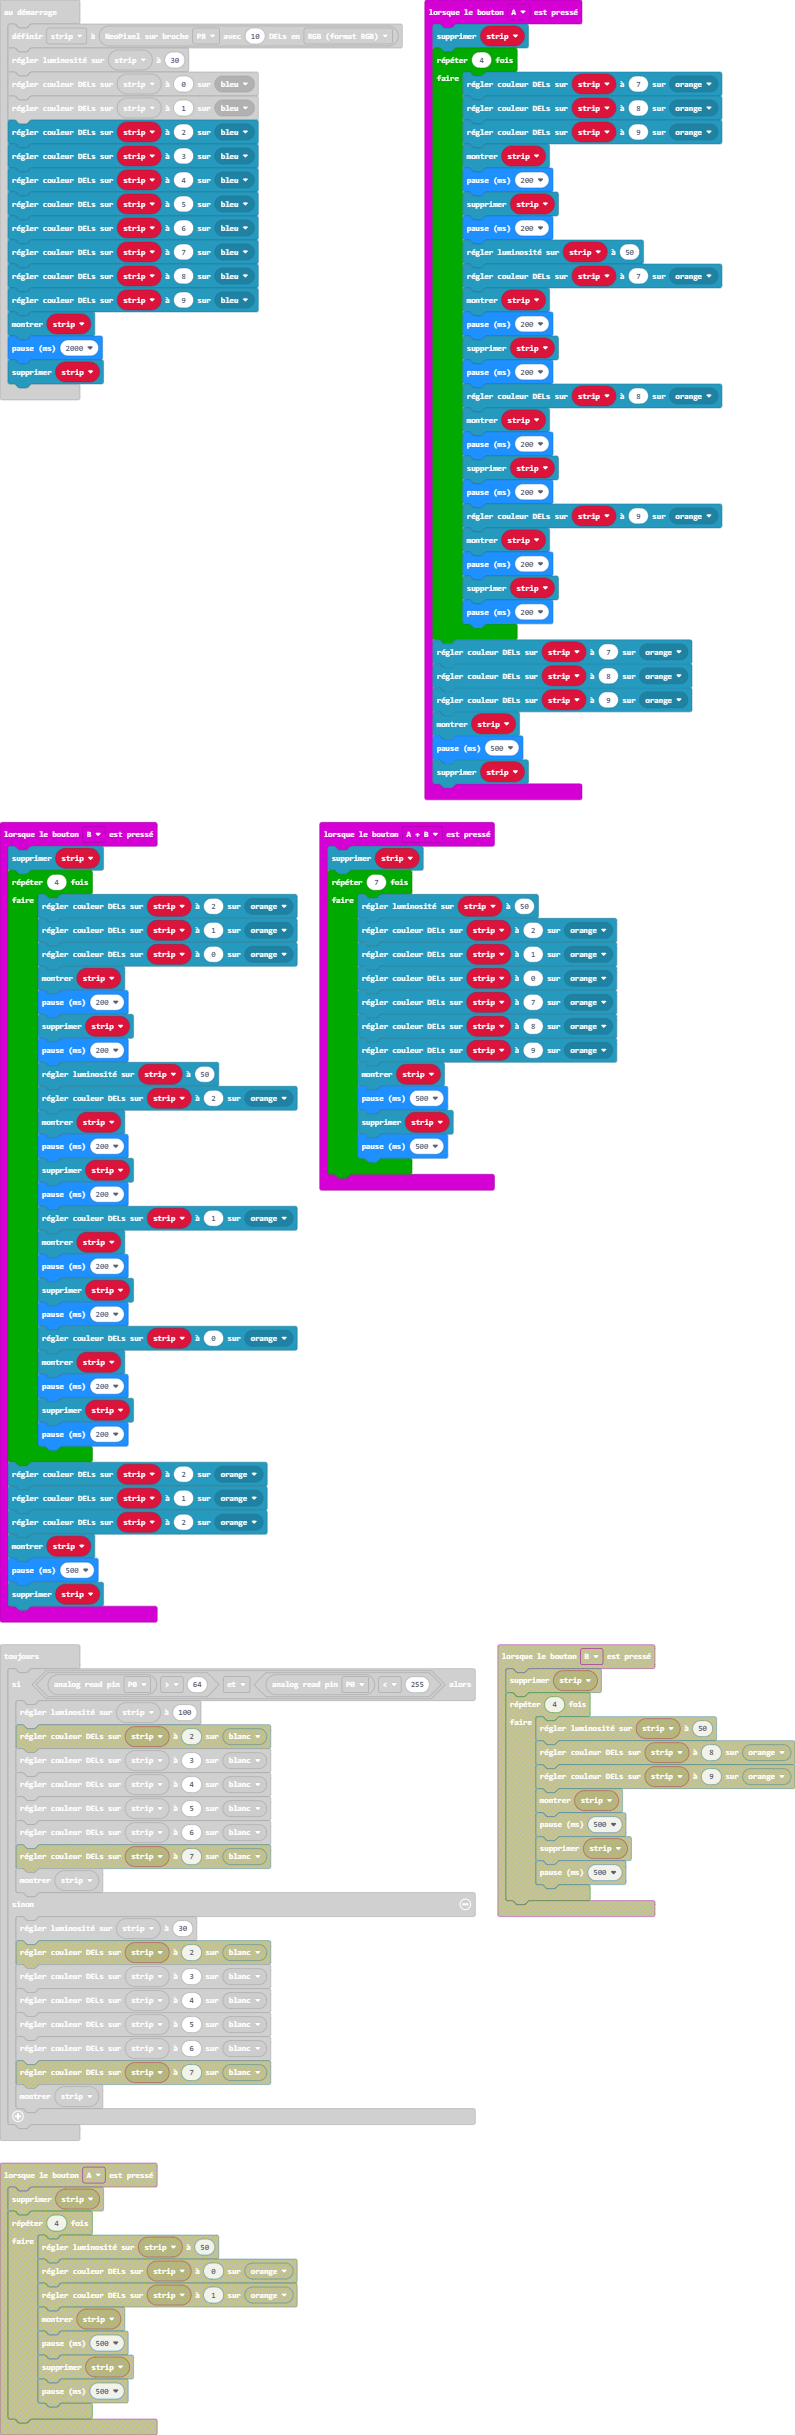 au démarrage
définir strip à NeoPixel sur broche P8 avec 10 DELs en RGB (format RGB)
régler luminosité sur strip à 30
régler couleur DELs sur strip à 0 sur bleu
régler couleur DELs sur strip à 1 sur bleu
régler couleur DELs sur strip à 2 sur bleu
régler couleur DELs sur strip à 3 sur bleu
régler couleur DELs sur strip à 4 sur bleu
régler couleur DELs sur strip à 5 sur bleu
régler couleur DELs sur strip à 6 sur bleu
régler couleur DELs sur strip à 7 sur bleu
régler couleur DELs sur strip à 8 sur bleu
régler couleur DELs sur strip à 9 sur bleu
montrer strip
pause (ms) 2000
supprimer strip
lorsque le bouton A est pressé
supprimer strip
répéter 4 fois
faire
régler couleur DELs sur strip à 7 sur orange
régler couleur DELs sur strip à 8 sur orange
régler couleur DELs sur strip à 9 sur orange
montrer strip
pause (ms) 200
supprimer strip
pause (ms) 200
régler luminosité sur strip à 50
régler couleur DELs sur strip à 7 sur orange
montrer strip
pause (ms) 200
supprimer strip
pause (ms) 200
régler couleur DELs sur strip à 8 sur orange
montrer strip
pause (ms) 200
supprimer strip
pause (ms) 200
régler couleur DELs sur strip à 9 sur orange
montrer strip
pause (ms) 200
supprimer strip
pause (ms) 200
régler couleur DELs sur strip à 7 sur orange
régler couleur DELs sur strip à 8 sur orange
régler couleur DELs sur strip à 9 sur orange
montrer strip
pause (ms) 500
supprimer strip
lorsque le bouton B est pressé
supprimer strip
répéter 4 fois
faire
régler couleur DELs sur strip à 2 sur orange
régler couleur DELs sur strip à 1 sur orange
régler couleur DELs sur strip à 0 sur orange
montrer strip
pause (ms) 200
supprimer strip
pause (ms) 200
régler luminosité sur strip à 50
régler couleur DELs sur strip à 2 sur orange
montrer strip
pause (ms) 200
supprimer strip
pause (ms) 200
régler couleur DELs sur strip à 1 sur orange
montrer strip
pause (ms) 200
supprimer strip
pause (ms) 200
régler couleur DELs sur strip à 0 sur orange
montrer strip
pause (ms) 200
supprimer strip
pause (ms) 200
régler couleur DELs sur strip à 2 sur orange
régler couleur DELs sur strip à 1 sur orange
régler couleur DELs sur strip à 2 sur orange
montrer strip
pause (ms) 500
supprimer strip
lorsque le bouton A + B est pressé
supprimer strip
répéter 7 fois
faire
régler luminosité sur strip à 50
régler couleur DELs sur strip à 2 sur orange
régler couleur DELs sur strip à 1 sur orange
régler couleur DELs sur strip à 0 sur orange
régler couleur DELs sur strip à 7 sur orange
régler couleur DELs sur strip à 8 sur orange
régler couleur DELs sur strip à 9 sur orange
montrer strip
pause (ms) 500
supprimer strip
pause (ms) 500
toujours
si analog read pin P0 > 64 et analog read pin P0 < 255 alors
régler luminosité sur strip à 100
régler couleur DELs sur strip à 2 sur blanc
régler couleur DELs sur strip à 3 sur blanc
régler couleur DELs sur strip à 4 sur blanc
régler couleur DELs sur strip à 5 sur blanc
régler couleur DELs sur strip à 6 sur blanc
régler couleur DELs sur strip à 7 sur blanc
montrer strip
sinon
régler luminosité sur strip à 30
régler couleur DELs sur strip à 2 sur blanc
régler couleur DELs sur strip à 3 sur blanc
régler couleur DELs sur strip à 4 sur blanc
régler couleur DELs sur strip à 5 sur blanc
régler couleur DELs sur strip à 6 sur blanc
régler couleur DELs sur strip à 7 sur blanc
montrer strip
lorsque le bouton B est pressé
supprimer strip
répéter 4 fois
faire
régler luminosité sur strip à 50
régler couleur DELs sur strip à 8 sur orange
régler couleur DELs sur strip à 9 sur orange
montrer strip
pause (ms) 500
supprimer strip
pause (ms) 500
lorsque le bouton A est pressé
supprimer strip
répéter 4 fois
faire
régler luminosité sur strip à 50
régler couleur DELs sur strip à 0 sur orange
régler couleur DELs sur strip à 1 sur orange
montrer strip
pause (ms) 500
supprimer strip
pause (ms) 500